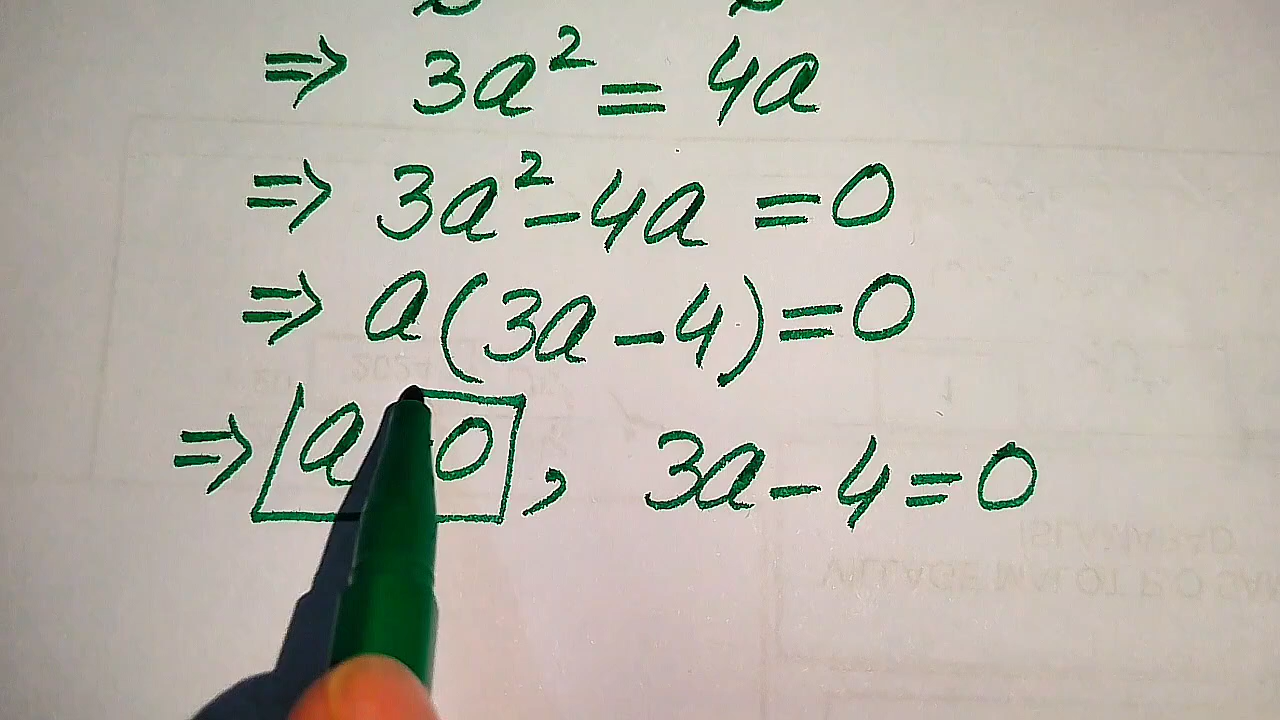 ⇒ 3a² = 4a
⇒ 3a² - 4a = 0
⇒ a(3a - 4) = 0
⇒ a = 0, 3a - 4 = 0